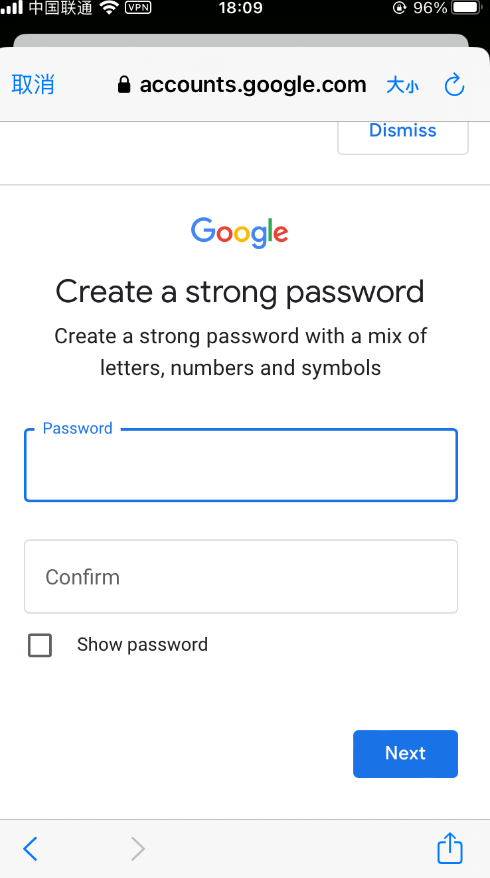 中国联通 VPN 18:09 96%
取消 accounts.google.com 大小
Dismiss
Google
Create a strong password
Create a strong password with a mix of
letters, numbers and symbols
Password
Confirm
Show password
Next